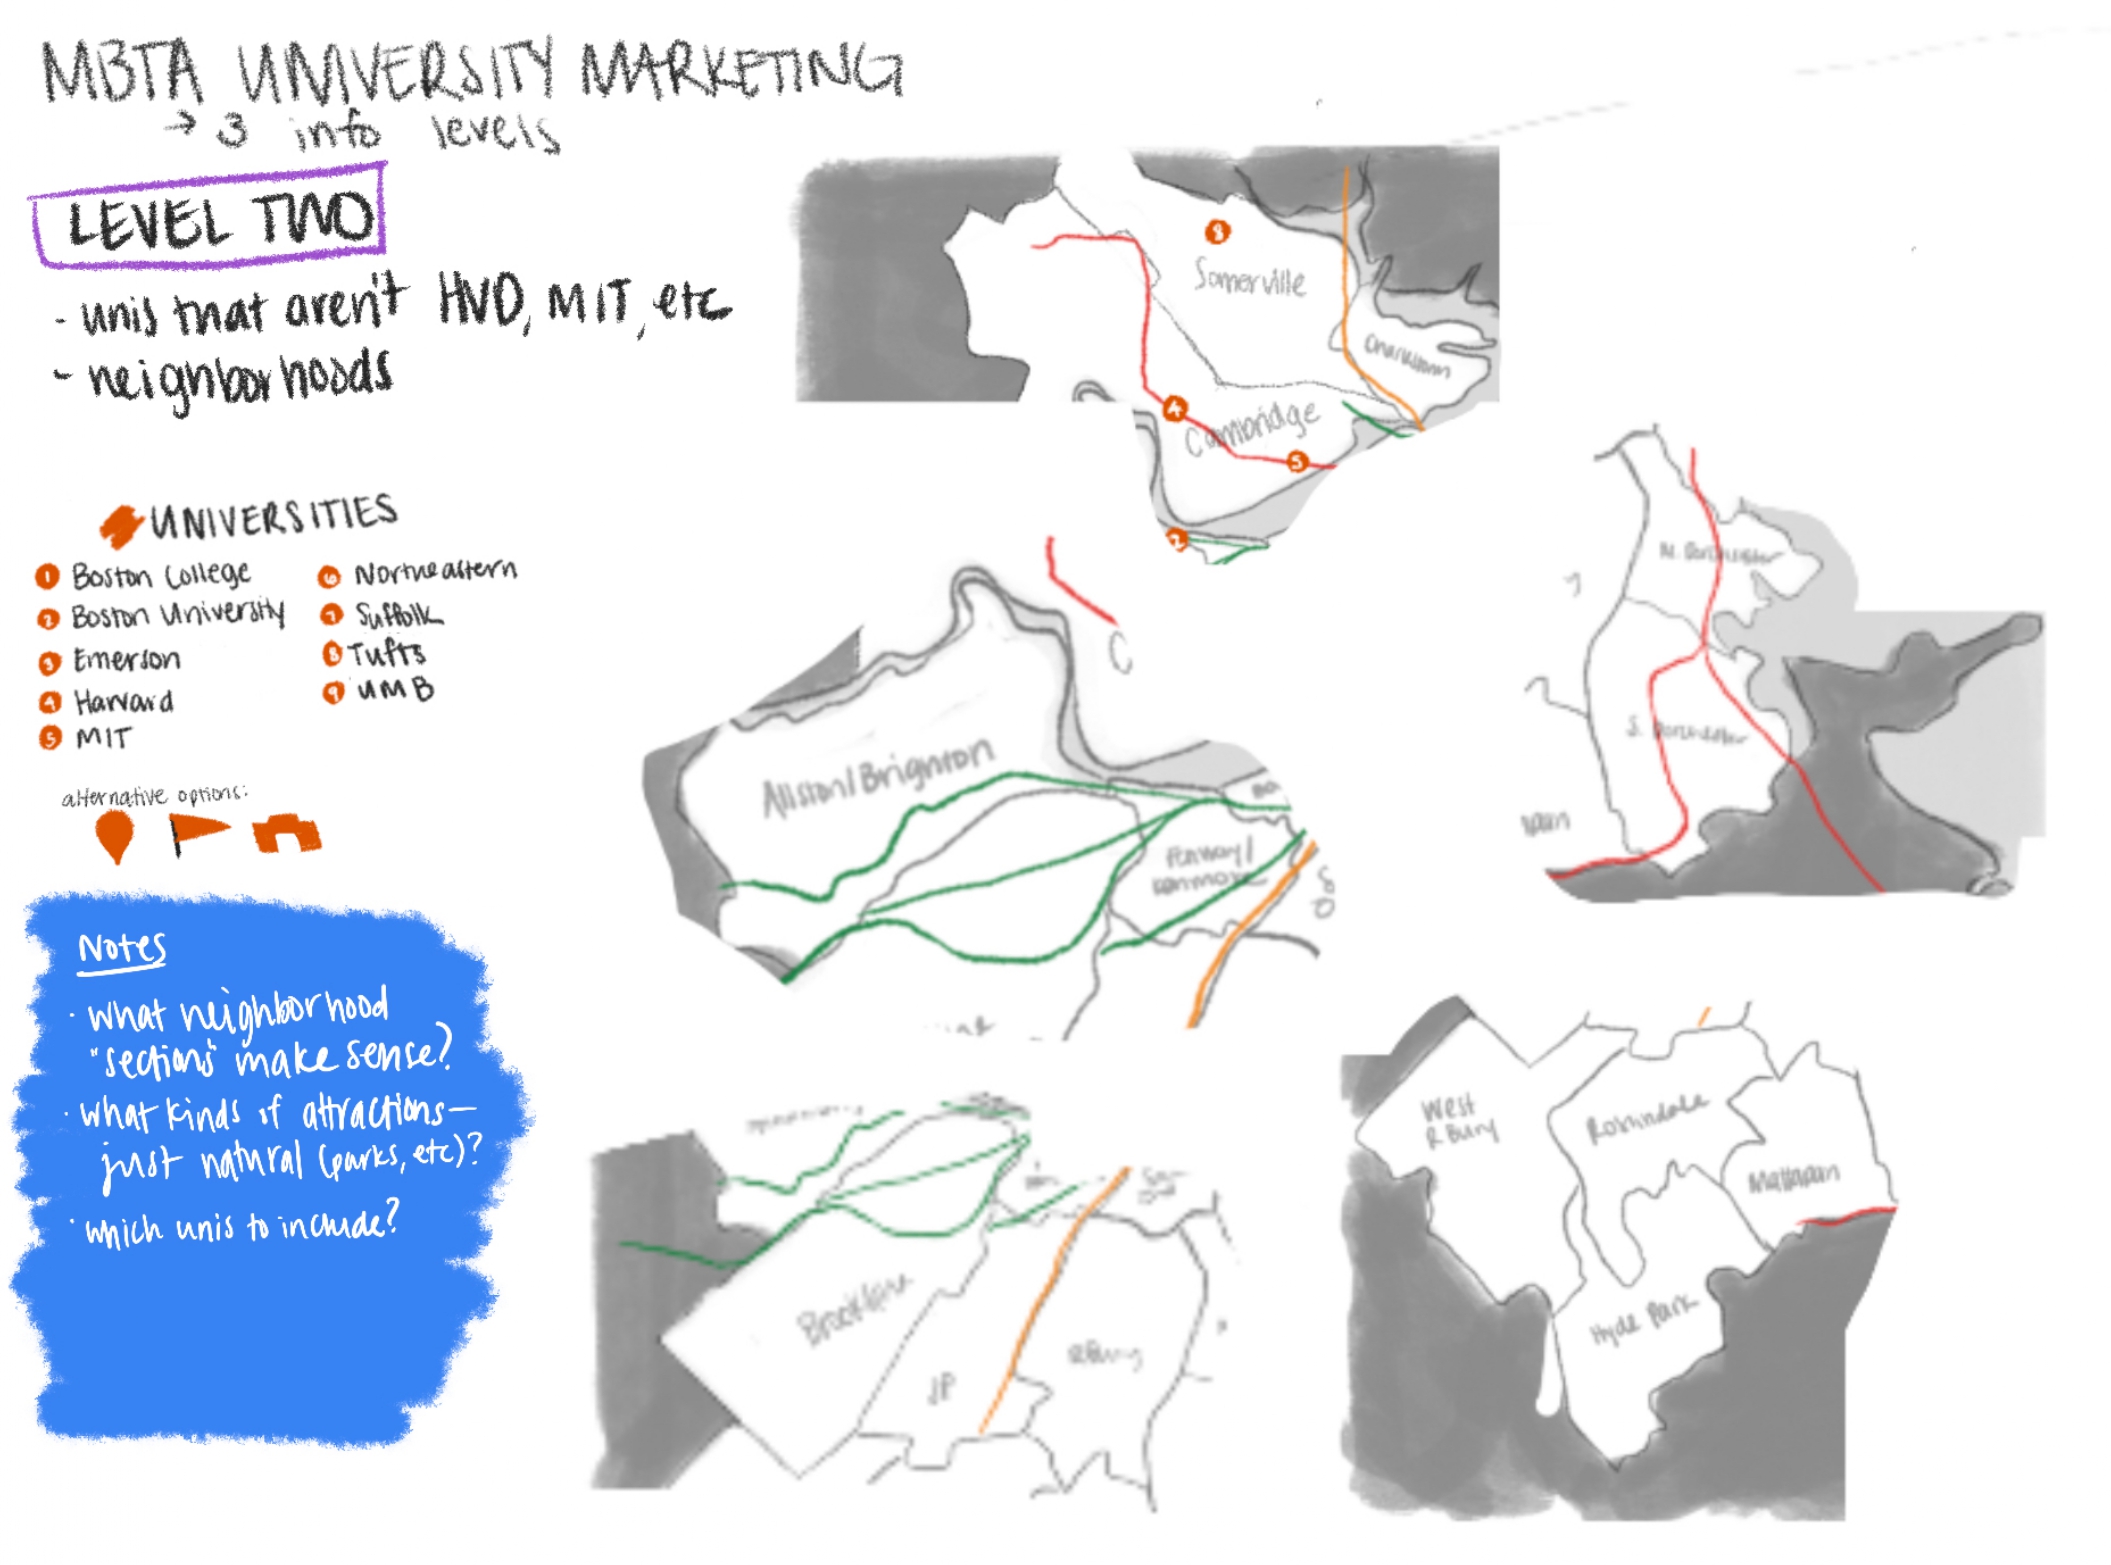 MBTA UNIVERSITY MARKETING
→ 3 info levels
LEVEL TWO
- unis that aren't HVD, MIT, etc
- neighborhoods
UNIVERSITIES
1 Boston College
2 Boston University
3 Emerson
4 Harvard
5 MIT
6 Northeastern
7 Suffolk
8 Tufts
9 UMB
alternative options:
Notes
· what neighborhood
"sections" make sense?
· what kinds of attractions—
just natural (parks, etc)?
· which unis to include?
8
Somerville
Charlestown
4
Cambridge
5
2
C
Allston/Brighton
Fenway/
Kenmore
SO
N. Dorchester
S. Dorchester
Brookline
JP
RBury
West
RBury
Roslindale
Mattapan
Hyde Park